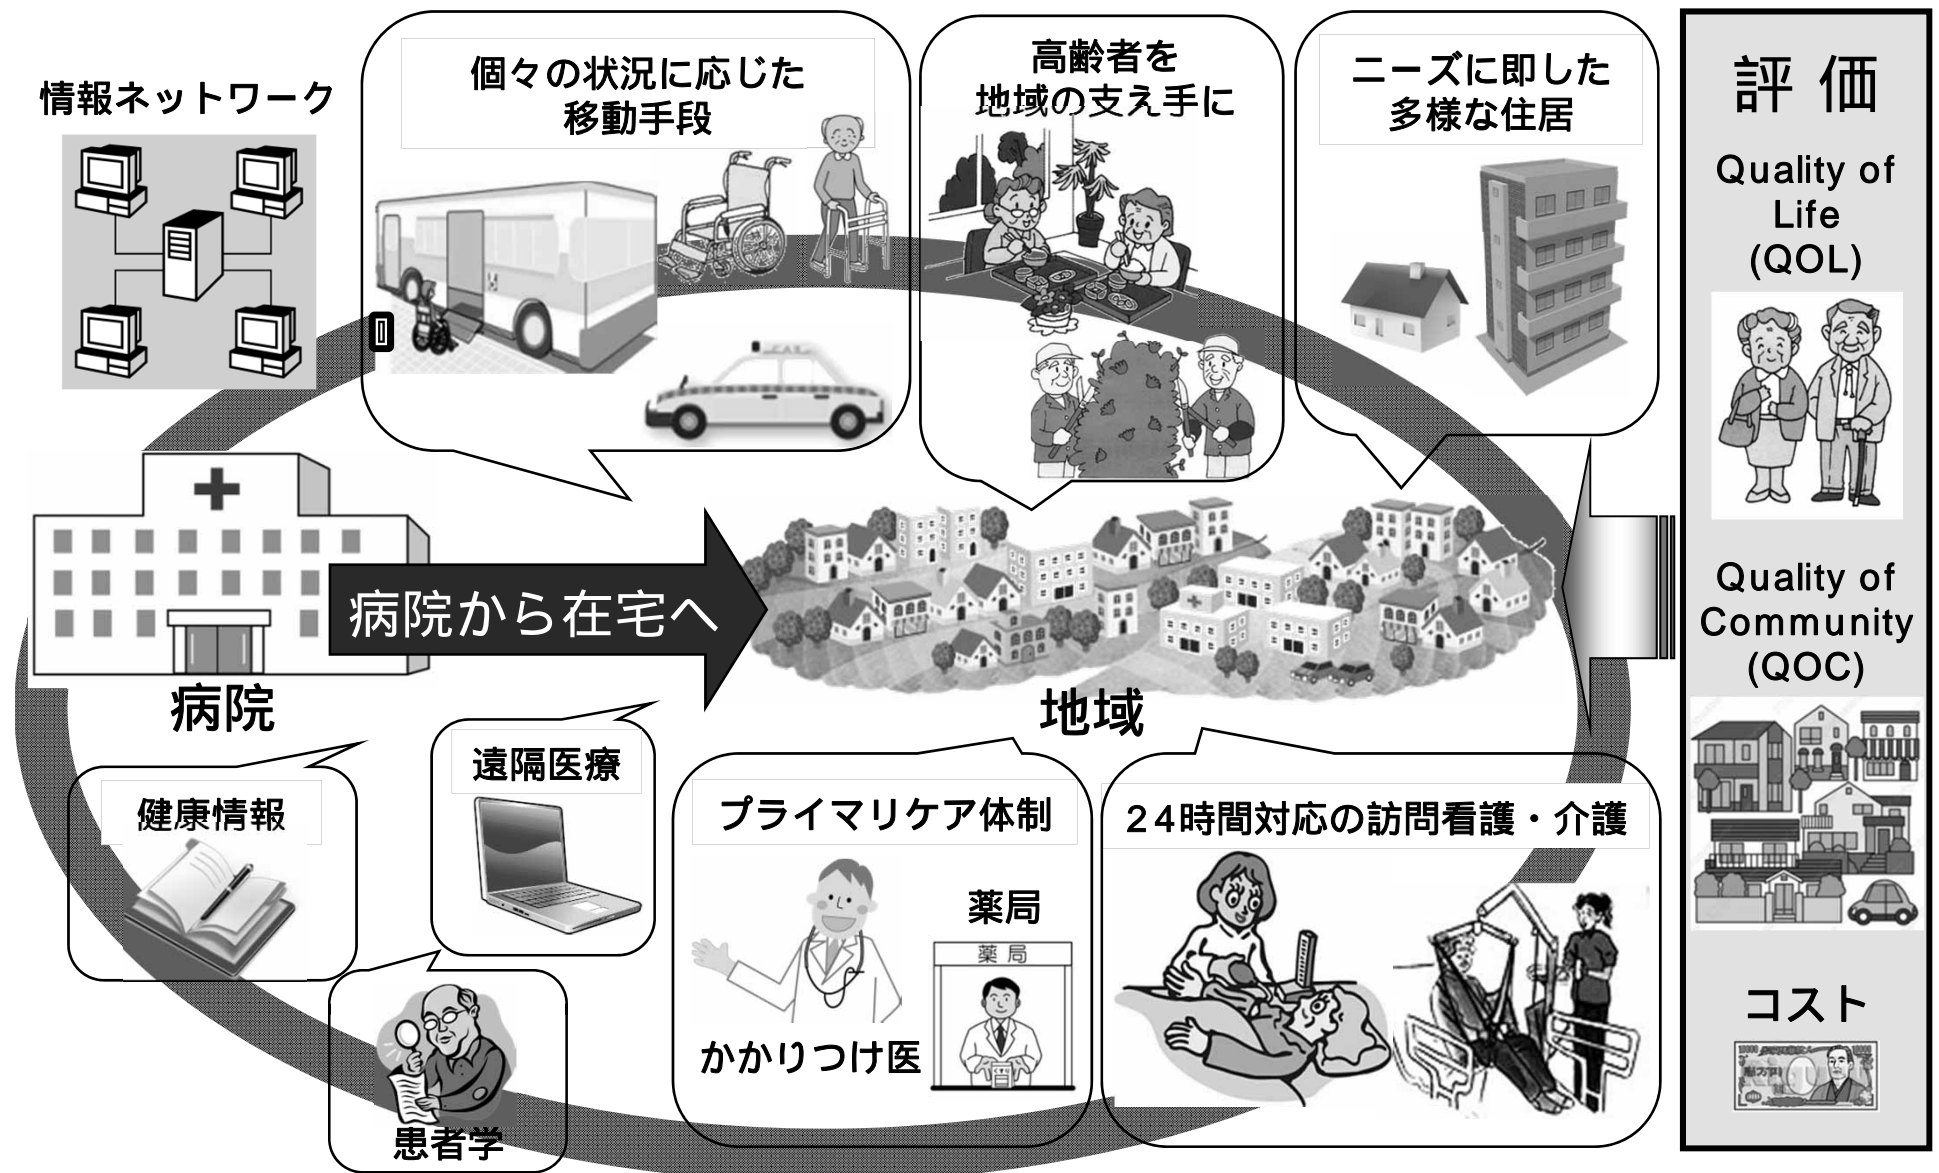 情報ネットワーク
個々の状況に応じた
移動手段
高齢者を
地域の支え手に
ニーズに即した
多様な住居
病院から在宅へ
病院
地域
健康情報
遠隔医療
患者学
プライマリケア体制
かかりつけ医
薬局
薬局
24時間対応の訪問看護・介護
評価
Quality of
Life
(QOL)
Quality of
Community
(QOC)
コスト